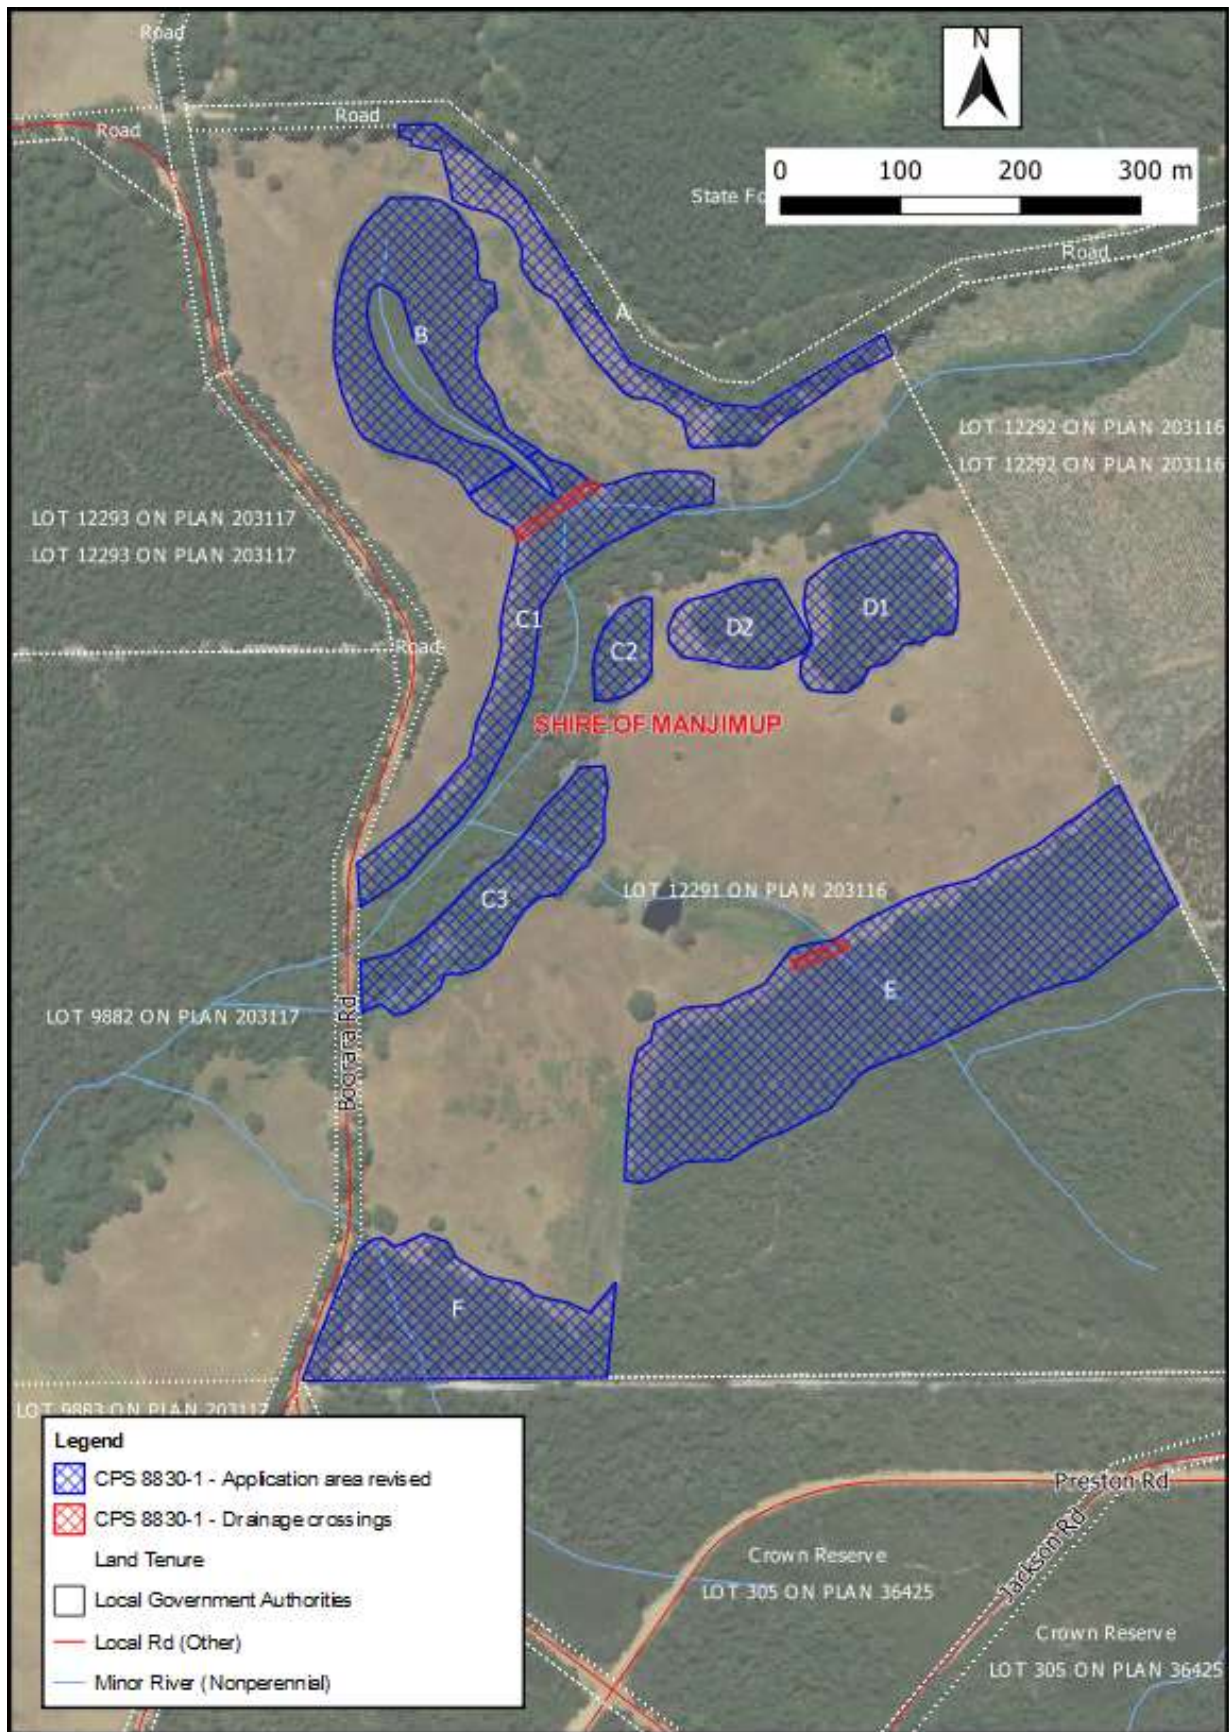 Road
N
Road
Road
0 100 200 300 m
State Fo
Road
A
B
LOT 12292 ON PLAN 203116
LOT 12292 ON PLAN 203116
LOT 12293 ON PLAN 203117
LOT 12293 ON PLAN 203117
D1
C1
D2
Road
C2
SHIRE OF MANJIMUP
LOT 12291 ON PLAN 203116
C3
E
LOT 9882 ON PLAN 203117
Boorara Rd
F
LOT 9883 ON PLAN 203117
Legend
CPS 8830-1 - Application area revised
CPS 8830-1 - Drainage crossings
Land Tenure
Local Government Authorities
Local Rd (Other)
Minor River (Nonperennial)
Preston Rd
Jackson Rd
Crown Reserve
LOT 305 ON PLAN 36425
Crown Reserve
LOT 305 ON PLAN 36425